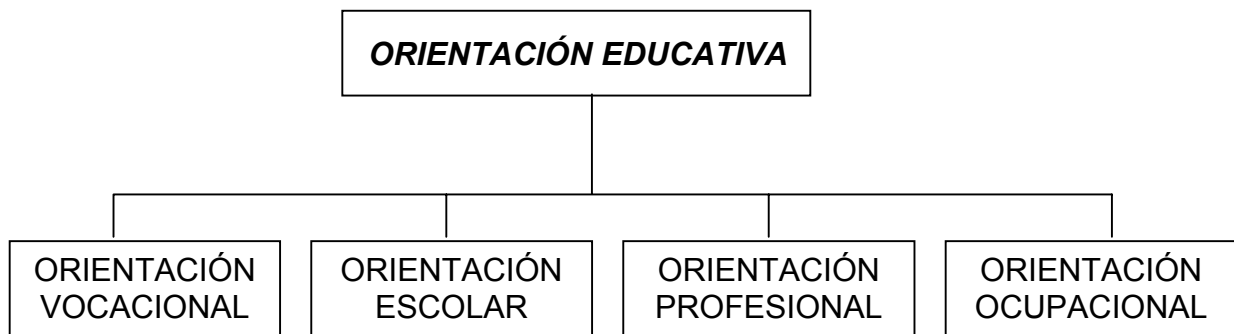 ORIENTACIÓN EDUCATIVA
ORIENTACIÓN
VOCACIONAL
ORIENTACIÓN
ESCOLAR
ORIENTACIÓN
PROFESIONAL
ORIENTACIÓN
OCUPACIONAL